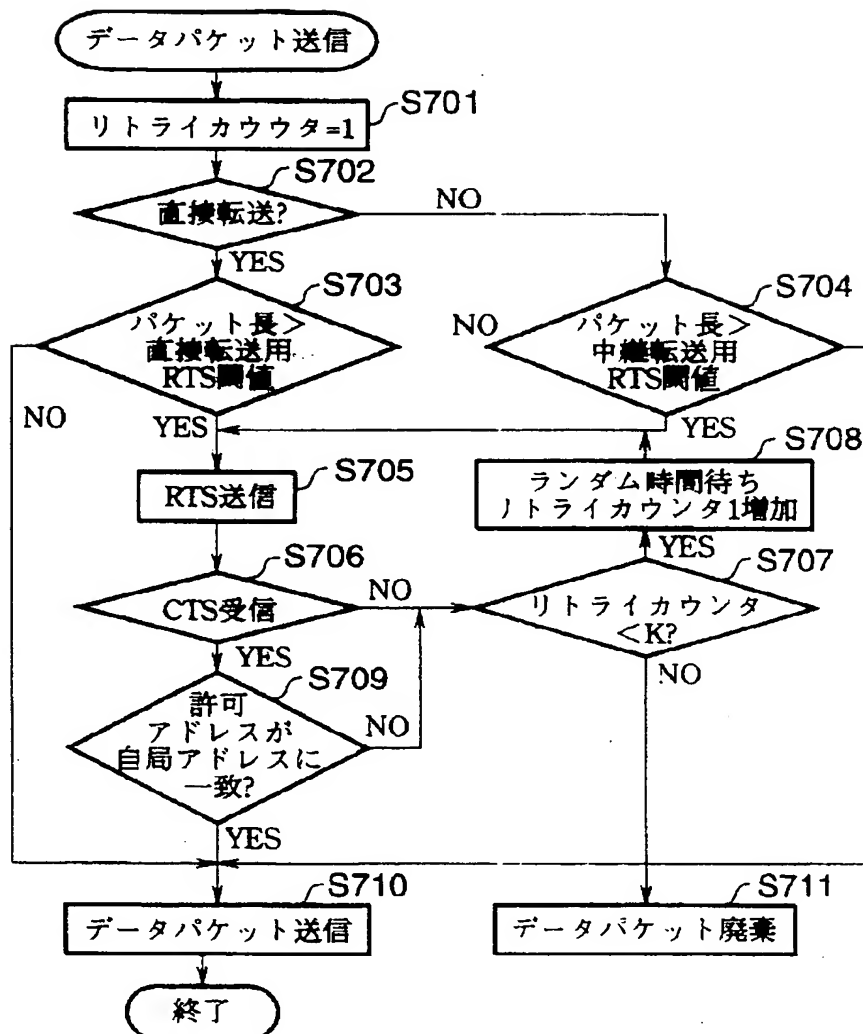 データパケット送信
S701
リトライカウウタ=1
S702
直接転送?
NO
YES
S703
パケット長＞
直接転送用
RTS閾値
NO
YES
S704
NO
パケット長＞
中継転送用
RTS閾値
YES
S705
RTS送信
S708
ランダム時間待ち
リトライカウンタ1増加
YES
S706
CTS受信
NO
YES
S707
リトライカウンタ
＜K?
NO
S709
許可
アドレスが
自局アドレスに
一致?
NO
YES
S710
データパケット送信
S711
データパケット廃棄
終了